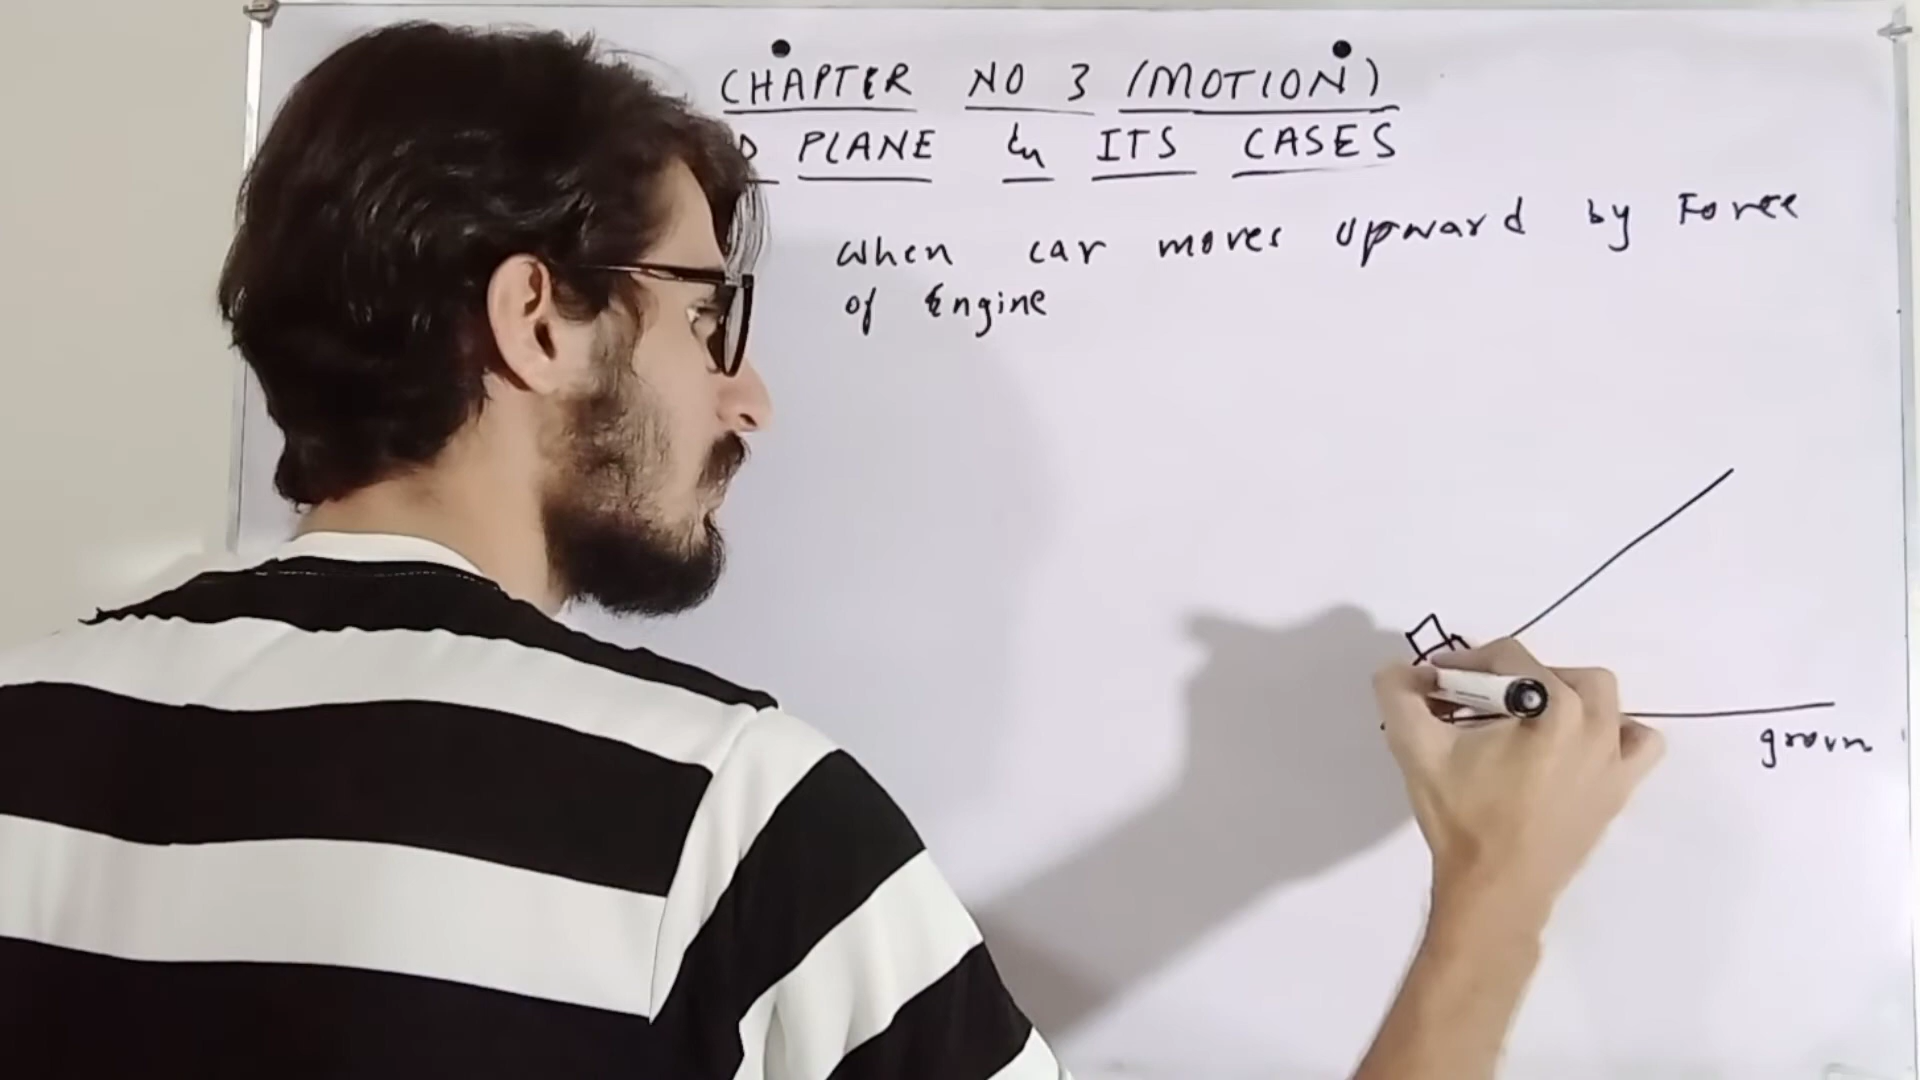 CHAPTER NO 3 (MOTION)
PLANE & ITS CASES
When car moves upward by Force
of Engine
groun